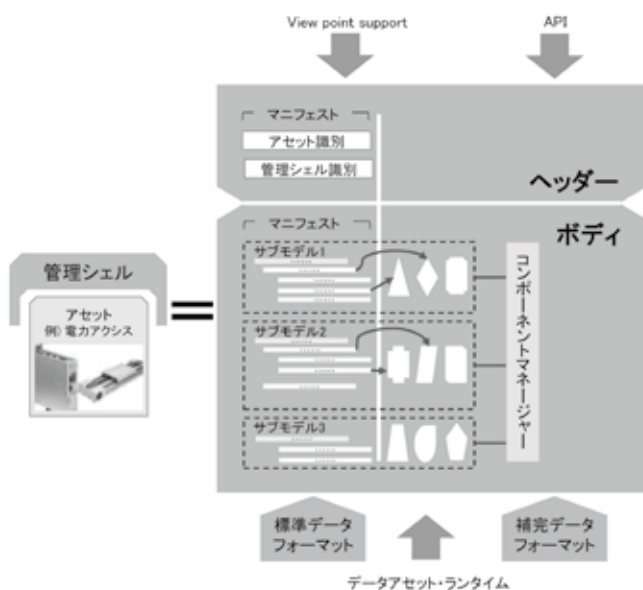 View point support
API
マニフェスト
アセット識別
管理シェル識別
ヘッダー
マニフェスト
ボディ
サブモデル1
サブモデル2
サブモデル3
コンポーネントマネージャー
管理シェル
アセット
例) 電力アクシス
標準データ
フォーマット
補完データ
フォーマット
データアセット・ランタイム